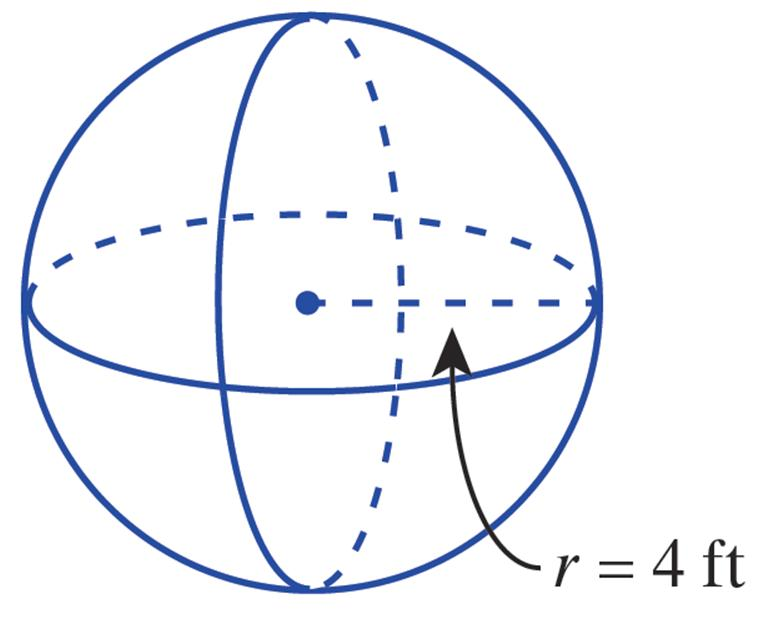 r = 4 ft